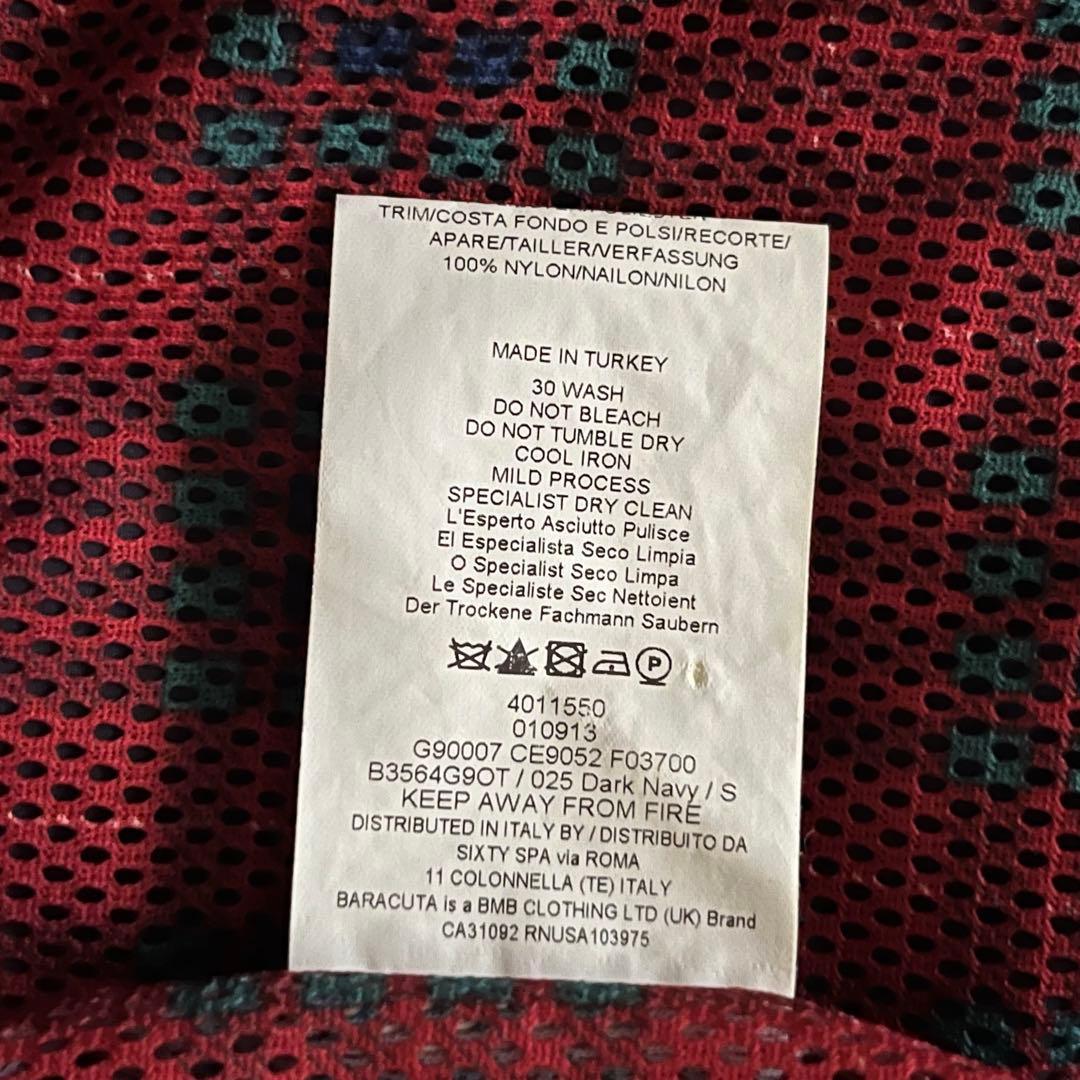 TRIM/COSTA FONDO E POLSI/RECORTE/
APARE/TAILLER/VERFASSUNG
100% NYLON/NAILON/NILON
MADE IN TURKEY
30 WASH
DO NOT BLEACH
DO NOT TUMBLE DRY
COOL IRON
MILD PROCESS
SPECIALIST DRY CLEAN
L'Esperto Asciutto Pulisce
El Especialista Seco Limpia
O Specialist Seco Limpa
Le Specialiste Sec Nettoient
Der Trockene Fachmann Saubern
P
4011550
010913
G90007 CE9052 F03700
B3564G9OT / 025 Dark Navy / S
KEEP AWAY FROM FIRE
DISTRIBUTED IN ITALY BY / DISTRIBUITO DA
SIXTY SPA via ROMA
11 COLONNELLA (TE) ITALY
BARACUTA is a BMB CLOTHING LTD (UK) Brand
CA31092 RNUSA103975